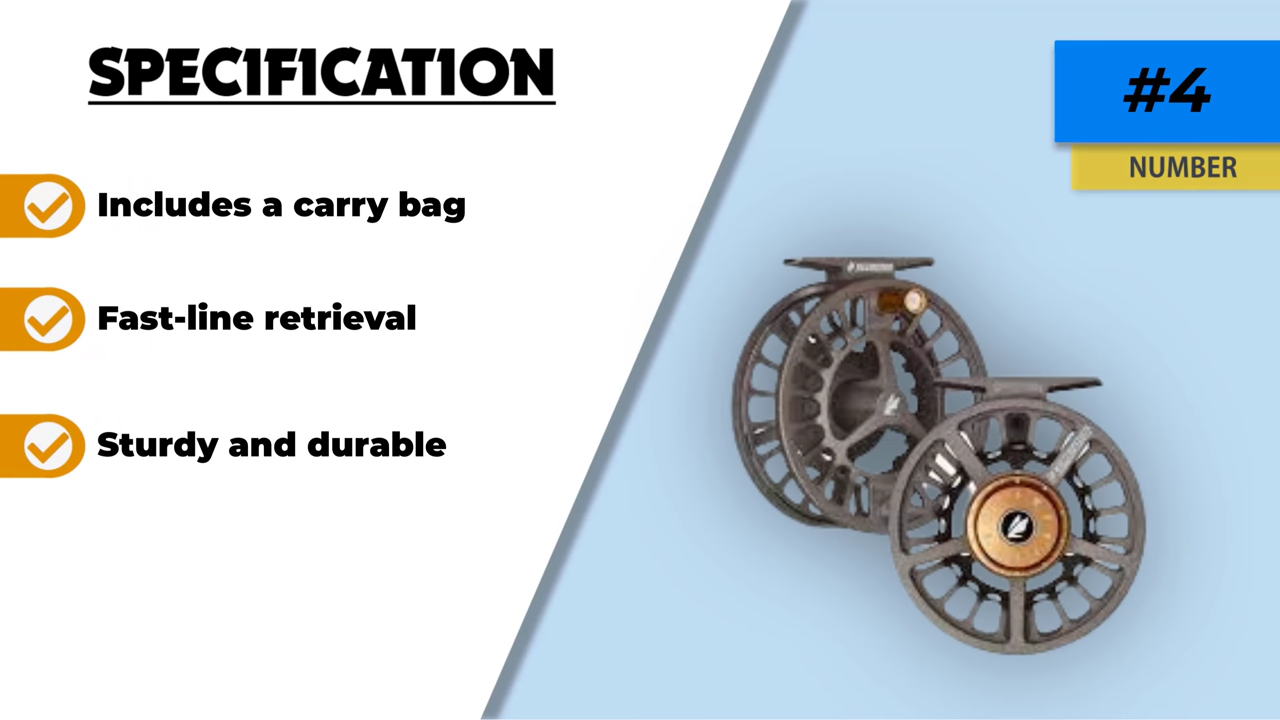 SPECIFICATION
#4
NUMBER
Includes a carry bag
Fast-line retrieval
Sturdy and durable